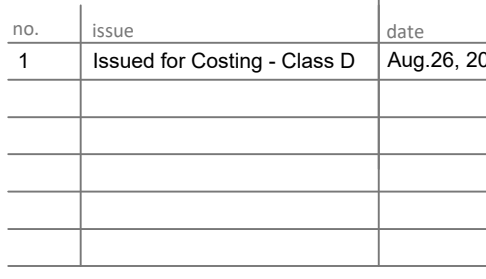 no. issue date
1 Issued for Costing - Class D Aug.26, 20